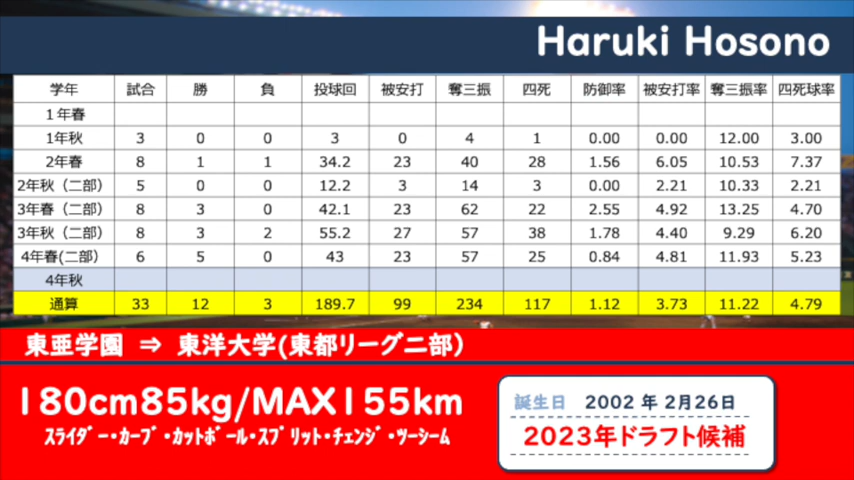 Haruki Hosono
学年 試合 勝 負 投球回 被安打 奪三振 四死 防御率 被安打率 奪三振率 四死球率
1年春
1年秋 3 0 0 3 0 4 1 0.00 0.00 12.00 3.00
2年春 8 1 1 34.2 23 40 28 1.56 6.05 10.53 7.37
2年秋（二部） 5 0 0 12.2 3 14 3 0.00 2.21 10.33 2.21
3年春（二部） 8 3 0 42.1 23 62 22 2.55 4.92 13.25 4.70
3年秋（二部） 8 3 2 55.2 27 57 38 1.78 4.40 9.29 6.20
4年春(二部) 6 5 0 43 23 57 25 0.84 4.81 11.93 5.23
4年秋
通算 33 12 3 189.7 99 234 117 1.12 3.73 11.22 4.79
東亜学園 ⇒ 東洋大学(東都リーグ二部）
180cm85kg/MAX155km
ｽﾗｲﾀﾞｰ・ｶｰﾌﾞ・ｶｯﾄﾎﾞｰﾙ・ｽﾌﾟﾘｯﾄ・ﾁｪﾝｼﾞ・ﾂｰｼｰﾑ
誕生日 2002 年 2月26日
2023年ドラフト候補